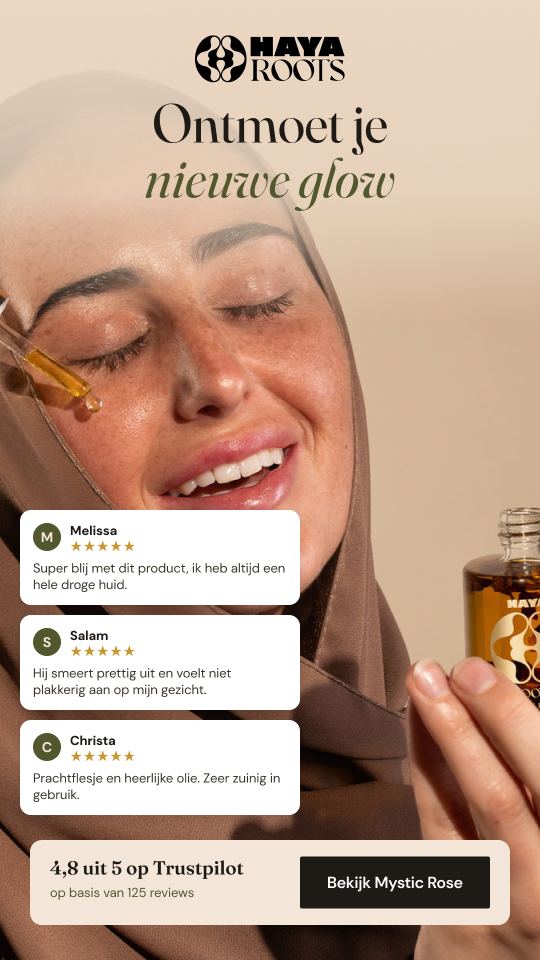 HAYA
ROOTS
Ontmoet je
nieuwe glow
M
Melissa
★★★★★
Super blij met dit product, ik heb altijd een
hele droge huid.
S
Salam
★★★★★
Hij smeert prettig uit en voelt niet
plakkerig aan op mijn gezicht.
C
Christa
★★★★★
Prachtflesje en heerlijke olie. Zeer zuinig in
gebruik.
4,8 uit 5 op Trustpilot
op basis van 125 reviews
Bekijk Mystic Rose